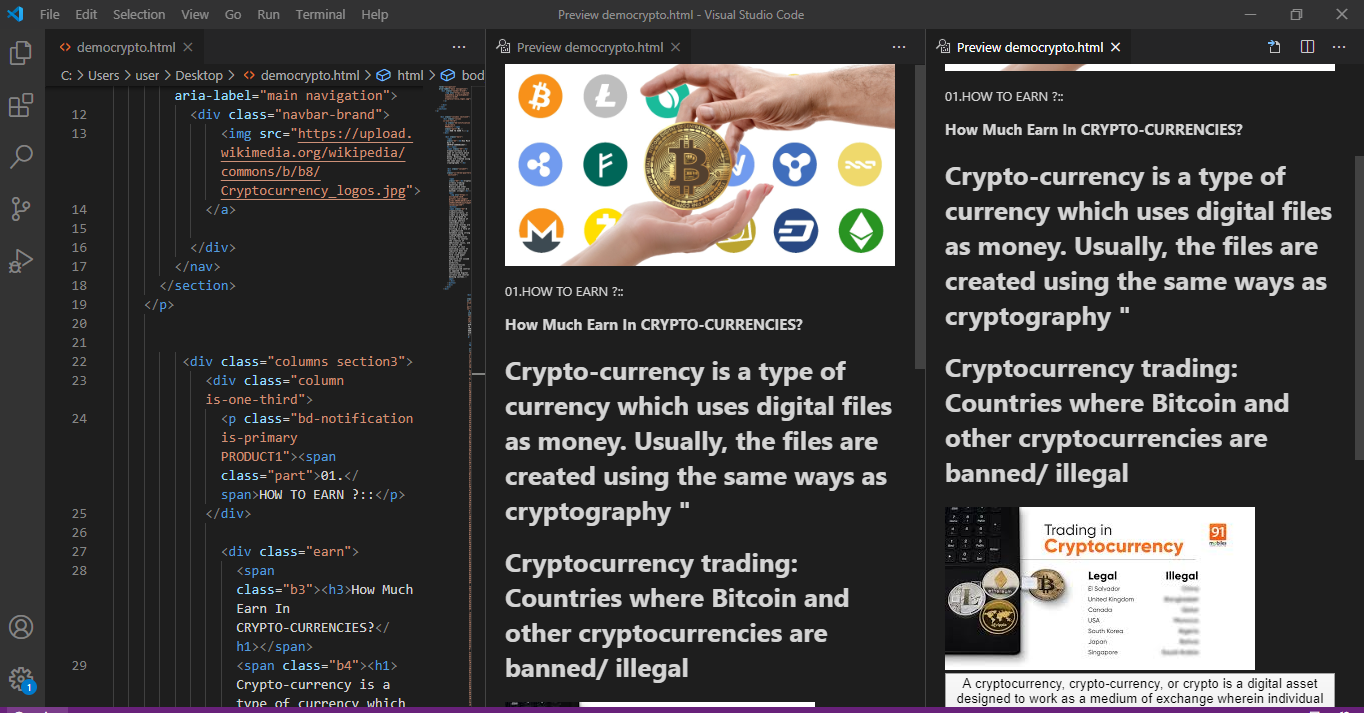 File Edit Selection View Go Run Terminal Help Preview democrypto.html - Visual Studio Code
democrypto.html
C: > Users > user > Desktop > democrypto.html > html > bod
aria-label="main navigation">
12 <div class="navbar-brand">
13 <img src="https://upload.
wikimedia.org/wikipedia/
commons/b/b8/
Cryptocurrency_logos.jpg">
14 </a>
15
16 </div>
17 </nav>
18 </section>
19 </p>
20
21
22 <div class="columns section3">
23 <div class="column
is-one-third">
24 <p class="bd-notification
is-primary
PRODUCT1"><span
class="part">01.</
span>HOW TO EARN ?::</p>
25 </div>
26
27 <div class="earn">
28 <span
class="b3"><h3>How Much
Earn In
CRYPTO-CURRENCIES?</
h1></span>
29 <span class="b4"><h1>
Crypto-currency is a
type of currency which
1
Preview democrypto.html
01.HOW TO EARN ?::
How Much Earn In CRYPTO-CURRENCIES?
Crypto-currency is a type of
currency which uses digital files
as money. Usually, the files are
created using the same ways as
cryptography "
Cryptocurrency trading:
Countries where Bitcoin and
other cryptocurrencies are
banned/ illegal
Preview democrypto.html
01.HOW TO EARN ?::
How Much Earn In CRYPTO-CURRENCIES?
Crypto-currency is a type of
currency which uses digital files
as money. Usually, the files are
created using the same ways as
cryptography "
Cryptocurrency trading:
Countries where Bitcoin and
other cryptocurrencies are
banned/ illegal
Trading in
Cryptocurrency
91
mobiles
Legal Illegal
El Salvador
United Kingdom
Canada
USA
South Korea
Japan
Singapore
A cryptocurrency, crypto-currency, or crypto is a digital asset
designed to work as a medium of exchange wherein individual